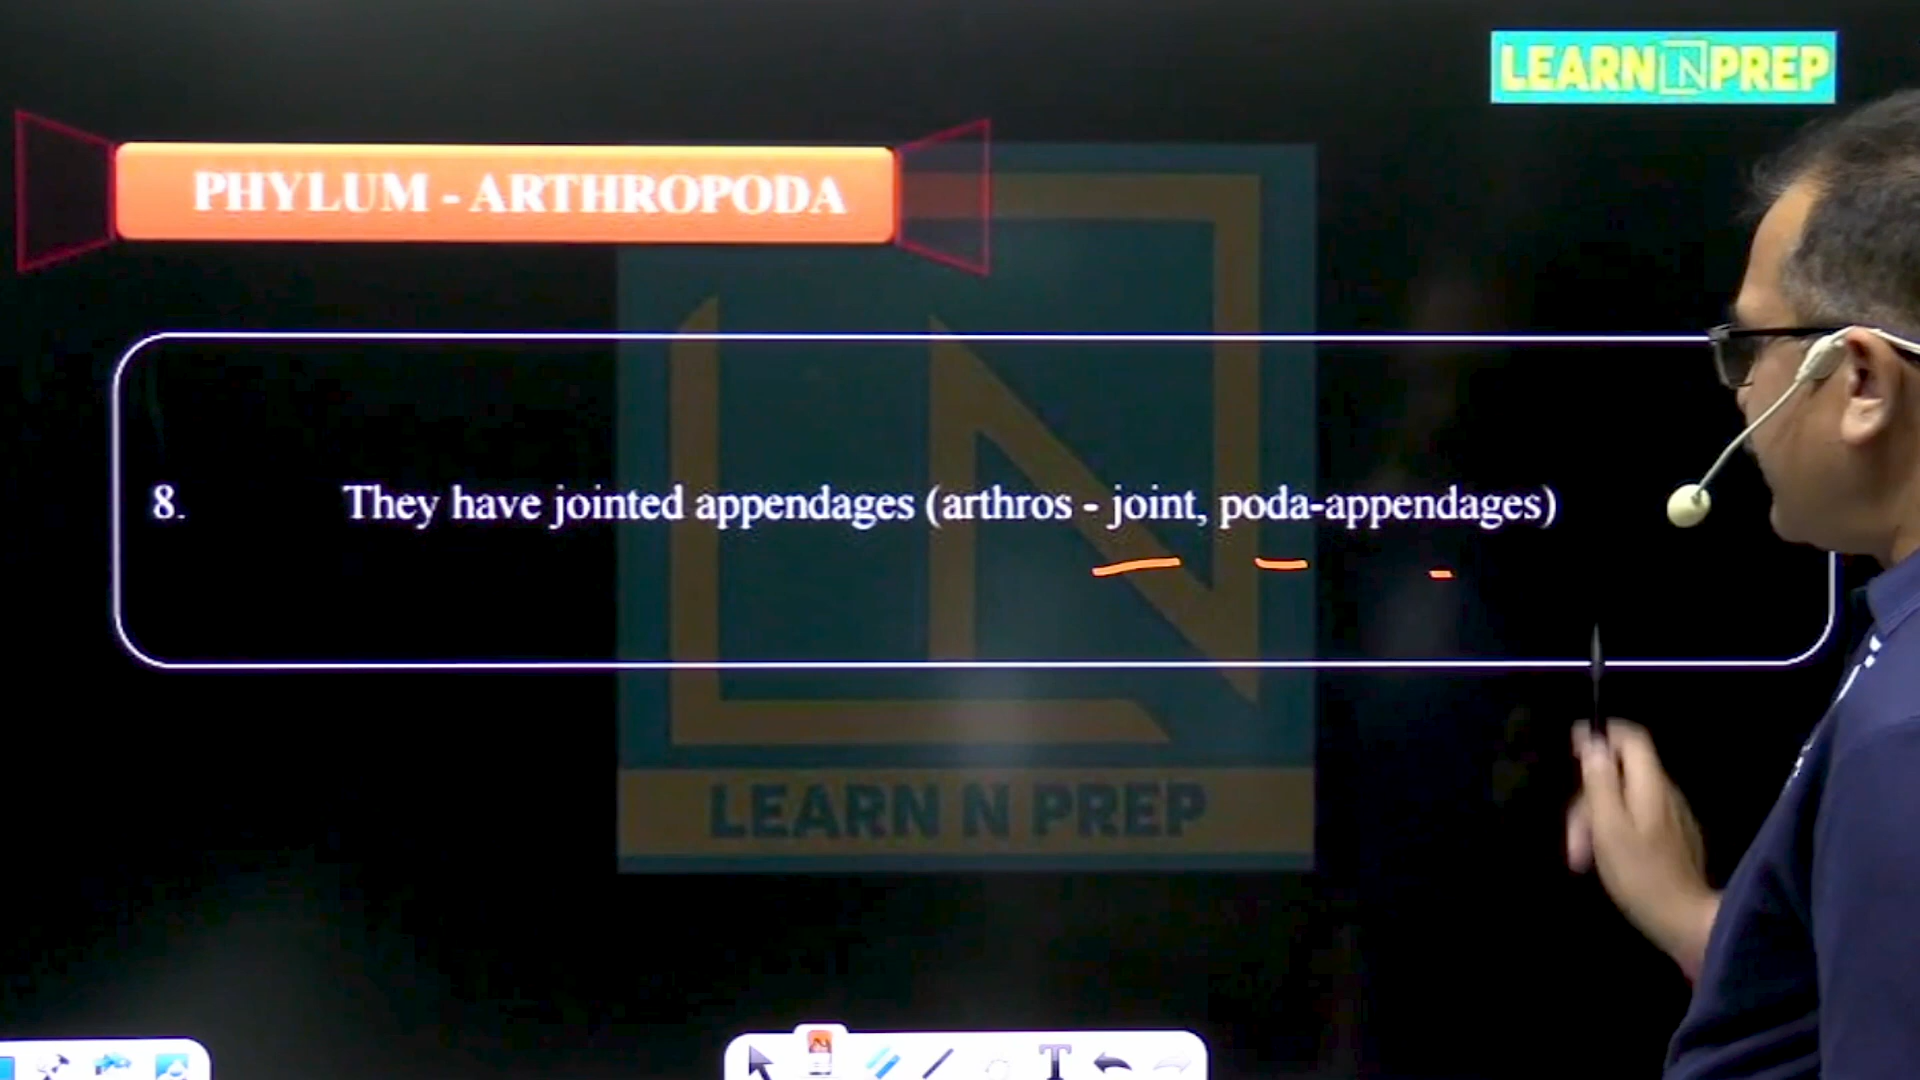 LEARN N PREP
PHYLUM - ARTHROPODA
8. They have jointed appendages (arthros - joint, poda-appendages)
LEARN N PREP
T